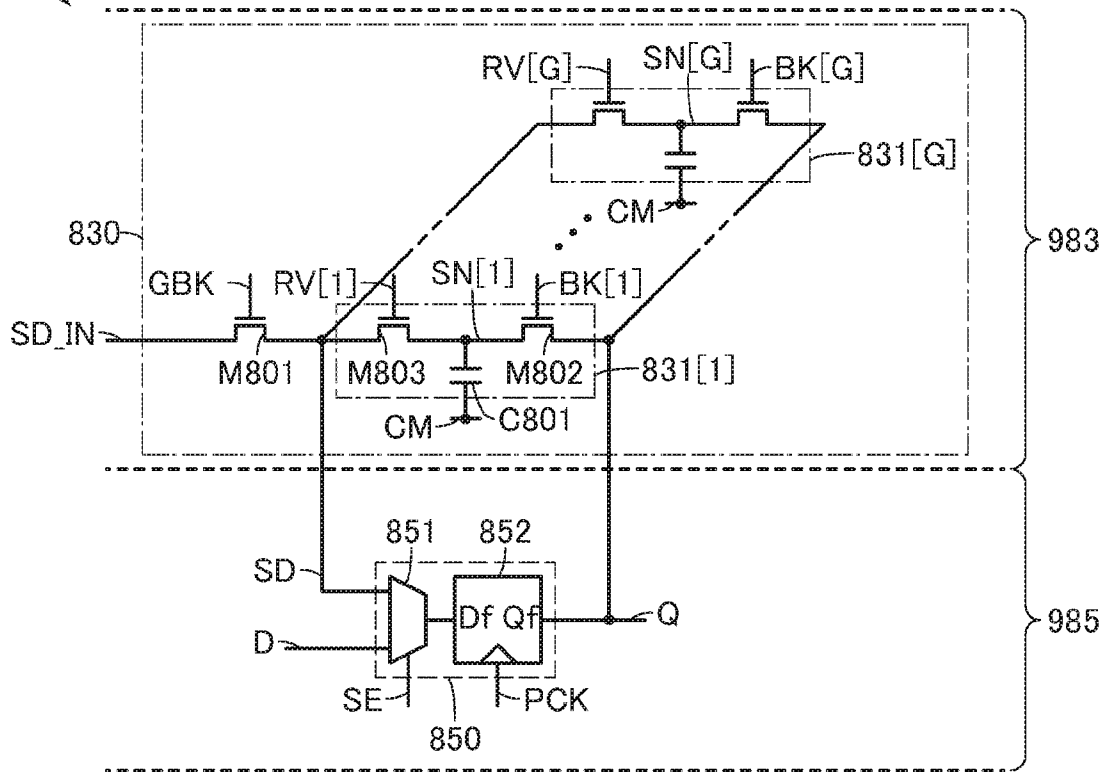 RV[G]
SN[G]
BK[G]
831[G]
CM
830
983
GBK
RV[1]
SN[1]
BK[1]
SD_IN
M801
M803
M802
831[1]
CM
C801
851
852
SD
Df Qf
Q
D
985
SE
PCK
850